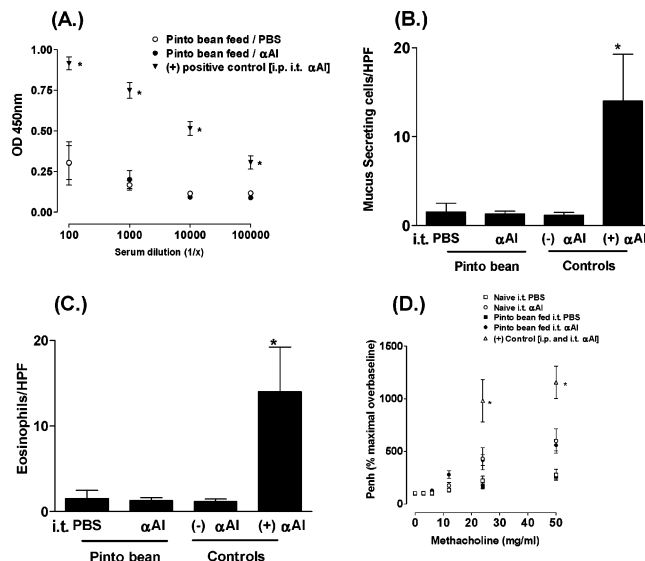 (A.)
Pinto bean feed / PBS
Pinto bean feed / αAI
(+) positive control [i.p. i.t. αAI]
OD 450nm
1.00
0.75
0.50
0.25
0.00
*
*
*
*
100 1000 10000 100000
Serum dilution (1/x)
(B.)
Mucus Secreting cells/HPF
20
10
0
*
i.t. PBS αAI (-) αAI (+) αAI
Pinto bean Controls
(C.)
Eosinophils/HPF
20
10
0
*
i.t. PBS αAI (-) αAI (+) αAI
Pinto bean Controls
(D.)
Naive i.t. PBS
Naive i.t. αAI
Pinto bean fed i.t. PBS
Pinto bean fed i.t. αAI
(+) Control [i.p. and i.t. αAI]
Penh (% maximal overbaseline)
1500
1000
500
0
*
*
0 10 20 30 40 50
Methacholine (mg/ml)